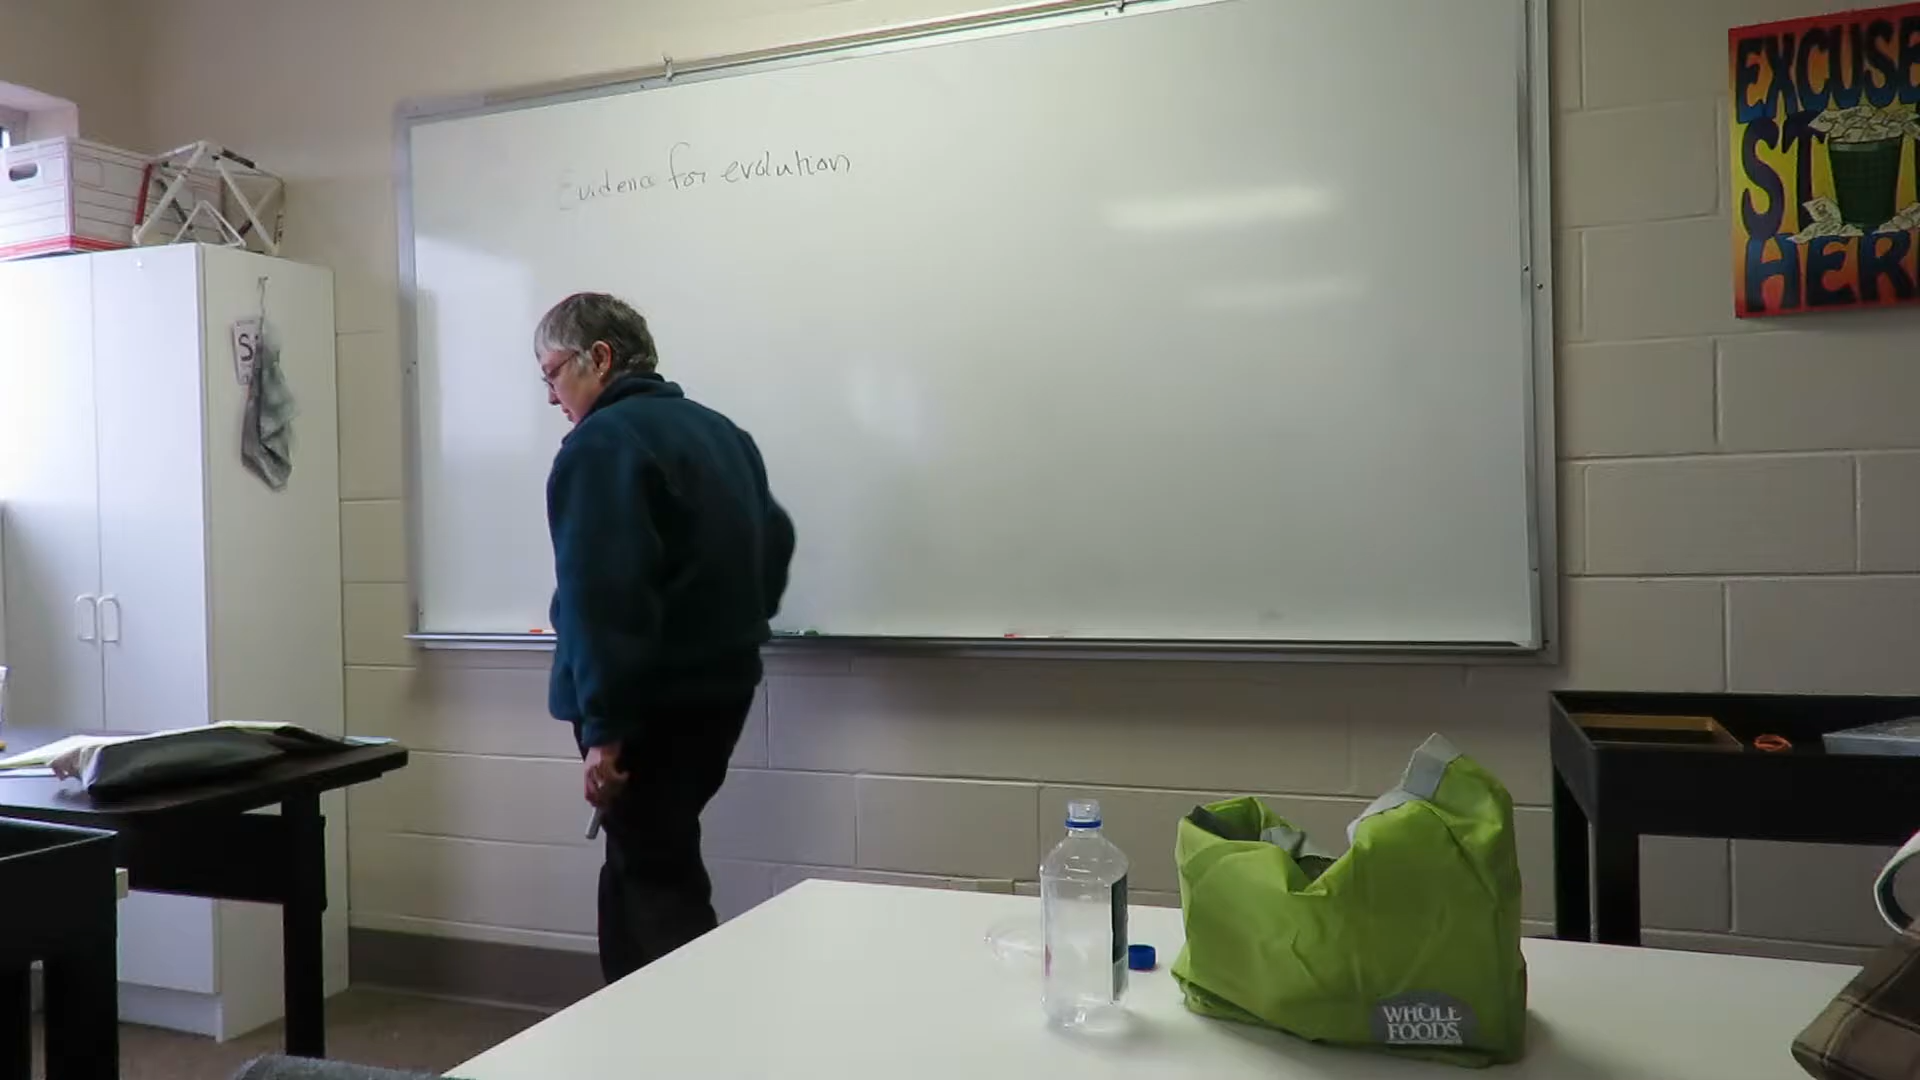 Evidence for evolution
EXCUSE
ST
HER
WHOLE
FOODS